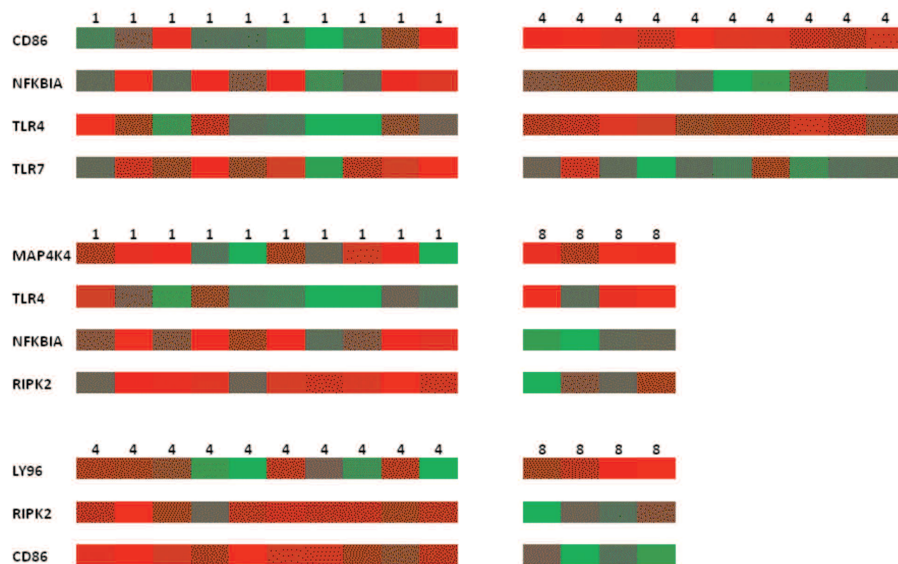 1 1 1 1 1 1 1 1 1 1 4 4 4 4 4 4 4 4 4 4
CD86
NFKBIA
TLR4
TLR7
1 1 1 1 1 1 1 1 1 1 8 8 8 8
MAP4K4
TLR4
NFKBIA
RIPK2
4 4 4 4 4 4 4 4 4 4 8 8 8 8
LY96
RIPK2
CD86